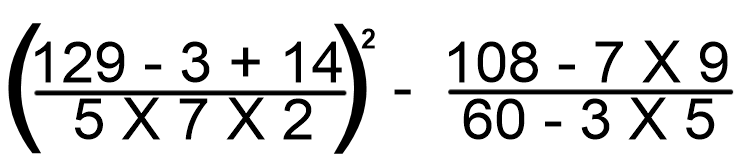 (129 - 3 + 14)² - 108 - 7 X 9
5 X 7 X 2 60 - 3 X 5